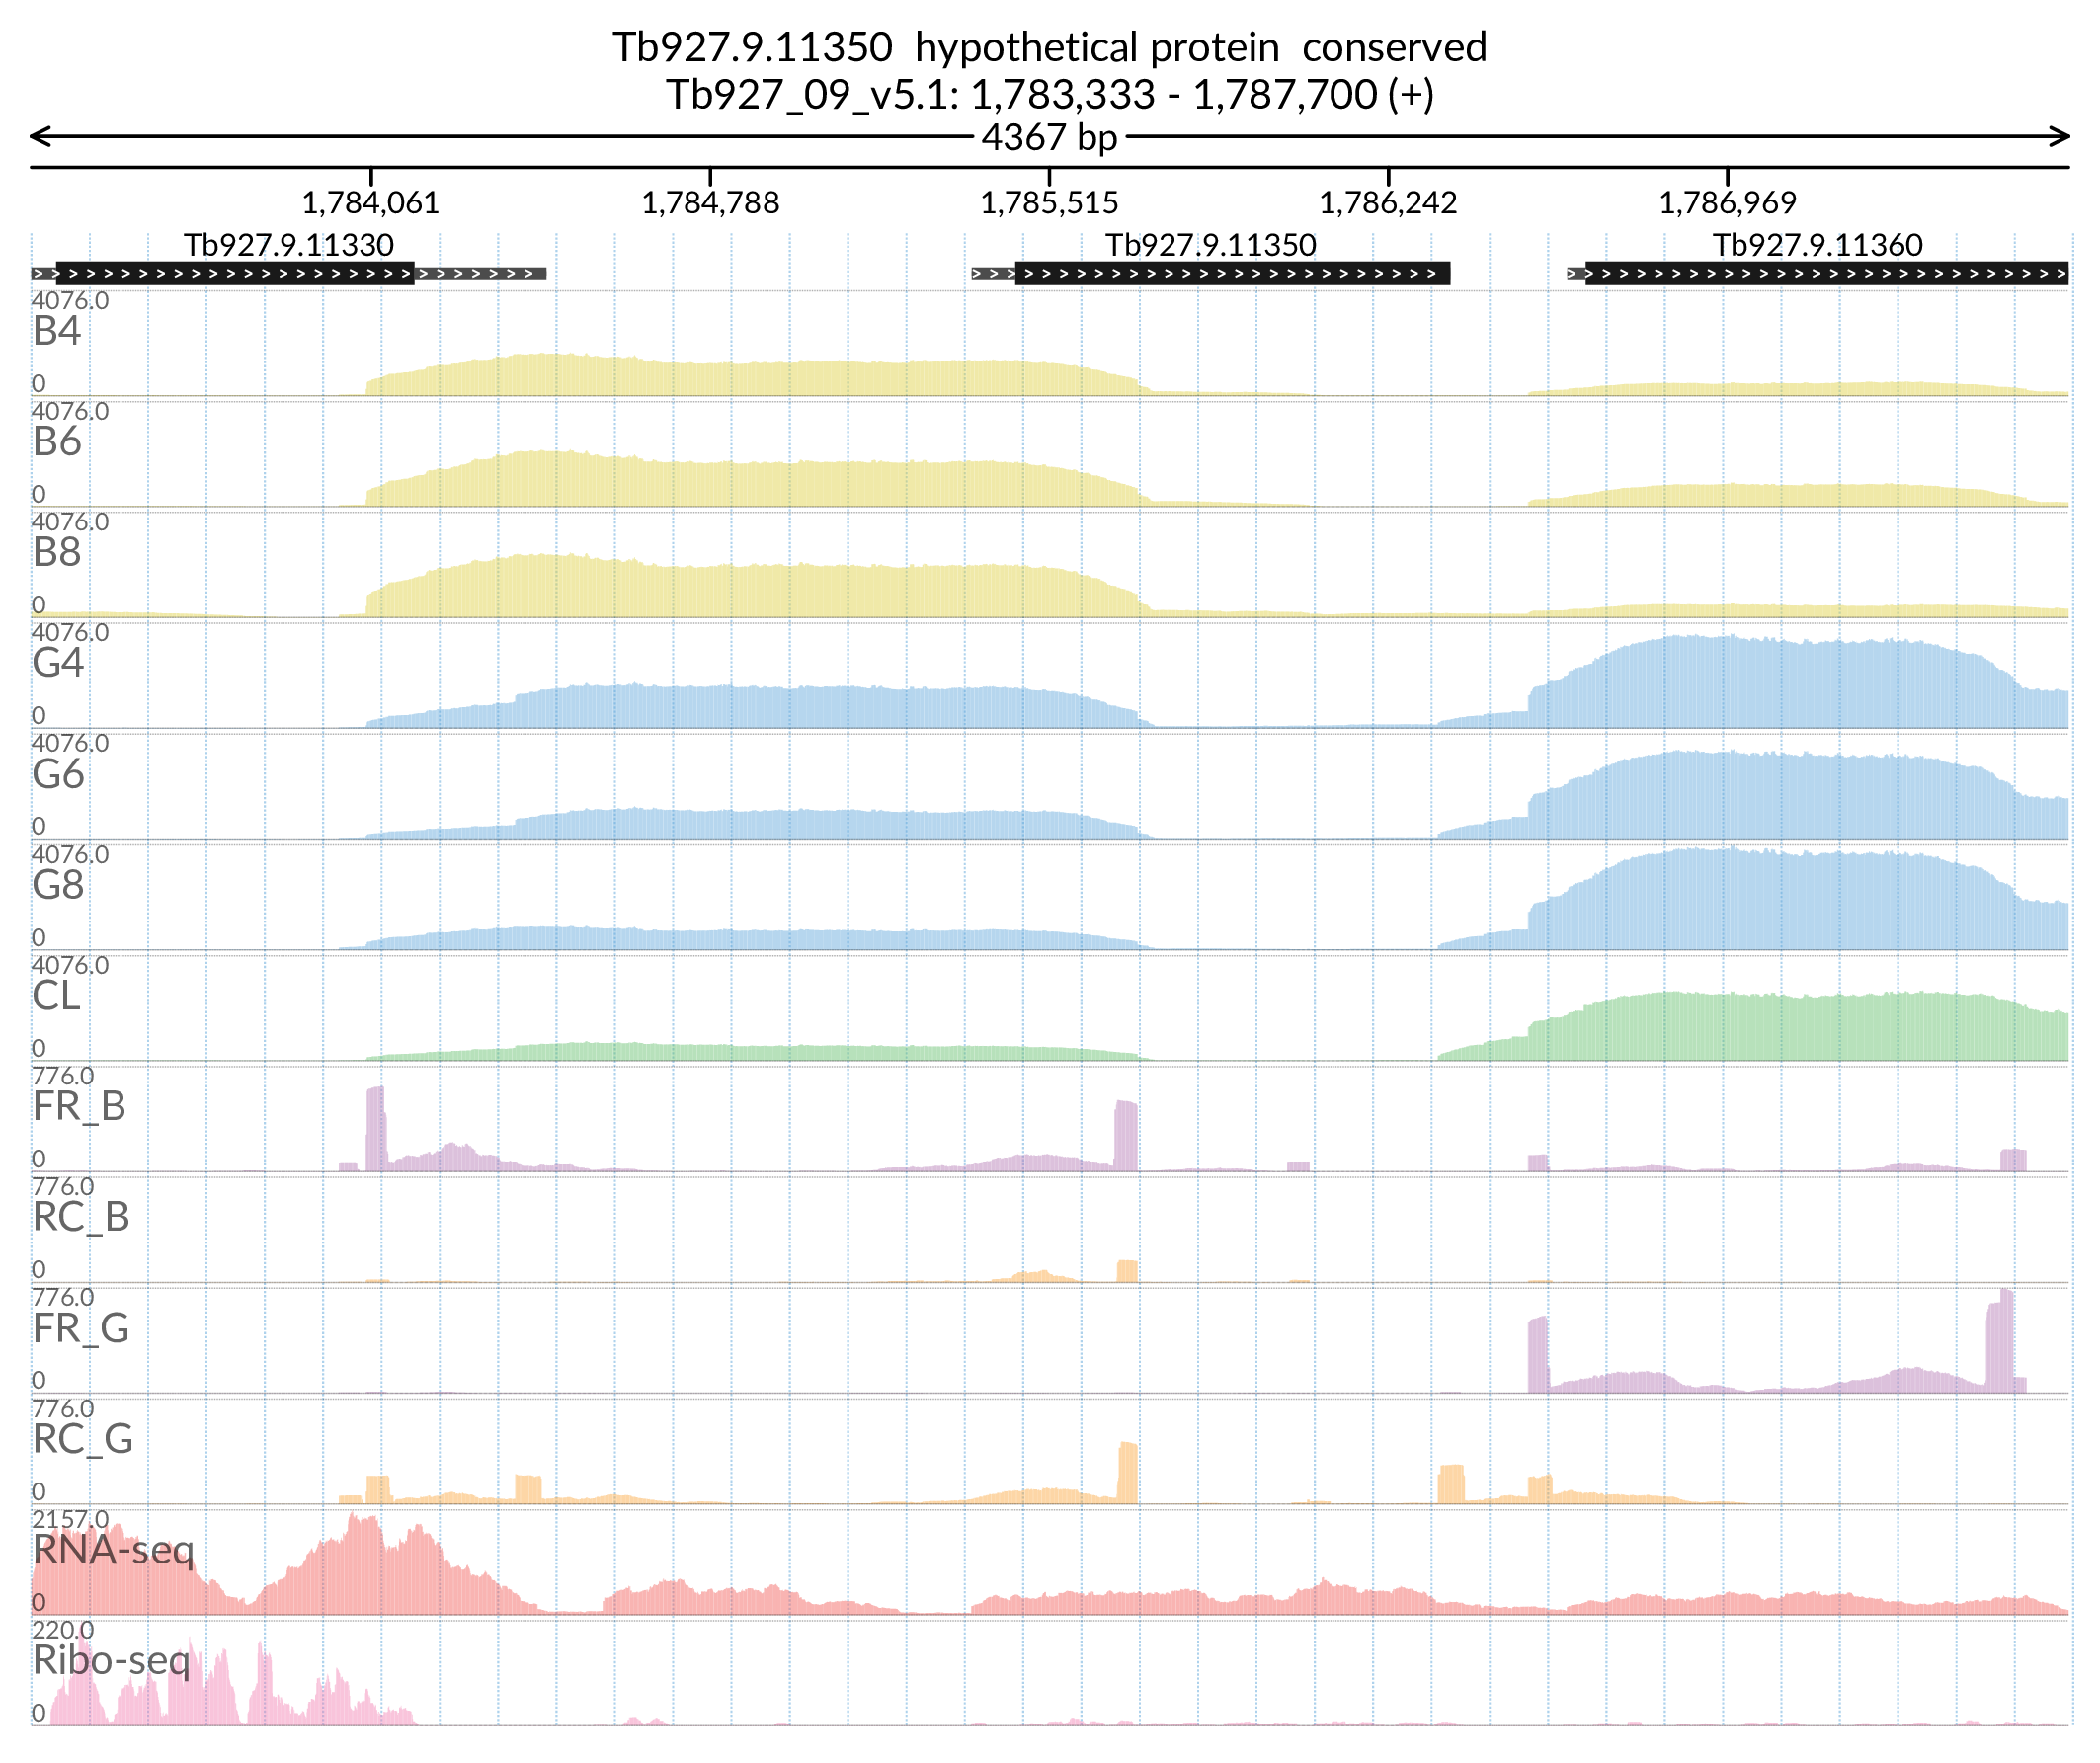 Tb927.9.11350 hypothetical protein conserved
Tb927_09_v5.1: 1,783,333 - 1,787,700 (+)
4367 bp
1,784,061 1,784,788 1,785,515 1,786,242 1,786,969
Tb927.9.11330 Tb927.9.11350 Tb927.9.11360
4076.0
B4
0
4076.0
B6
0
4076.0
B8
0
4076.0
G4
0
4076.0
G6
0
4076.0
G8
0
4076.0
CL
0
776.0
FR_B
0
776.0
RC_B
0
776.0
FR_G
0
776.0
RC_G
0
2157.0
RNA-seq
0
220.0
Ribo-seq
0